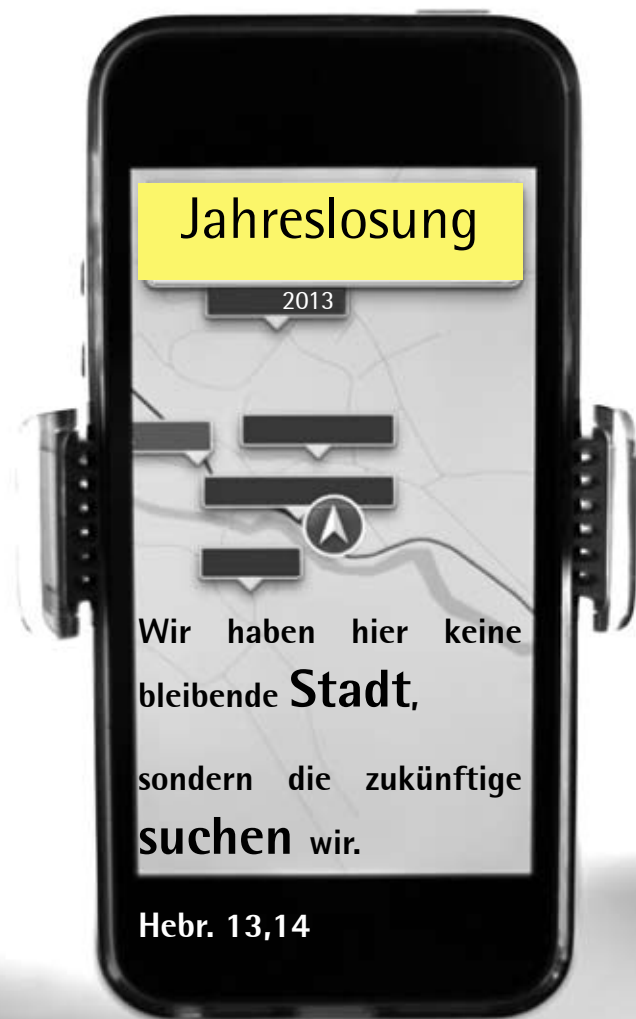 Jahreslosung
2013
Wir haben hier keine
bleibende Stadt,
sondern die zukünftige
suchen wir.
Hebr. 13,14